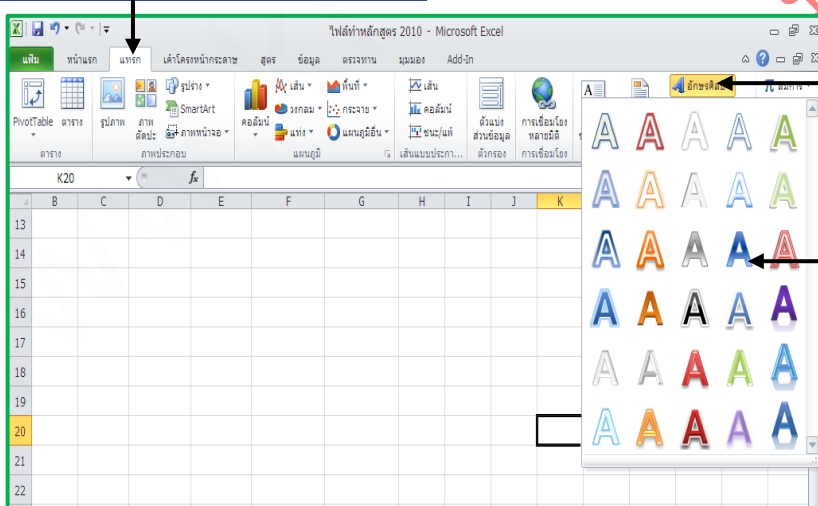 ไฟล์ทำหลักสูตร 2010 - Microsoft Excel
แฟ้ม หน้าแรก แทรก เค้าโครงหน้ากระดาษ สูตร ข้อมูล ตรวจทาน มุมมอง Add-In
PivotTable ตาราง รูปภาพ ภาพตัดปะ รูปร่าง SmartArt ภาพหน้าจอ คอลัมน์ เส้น วงกลม แท่ง พื้นที่ กระจาย แผนภูมิอื่น เส้น คอลัมน์ ชนะ/แพ้ ตัวแบ่งส่วนข้อมูล การเชื่อมโยงหลายมิติ
ตาราง ภาพประกอบ แผนภูมิ เส้นแบบประกา... ตัวกรอง การเชื่อมโยง
K20 fx
B C D E F G H I J K
13
14
15
16
17
18
19
20
21
22
A A A A A
A A A A A
A A A A A
A A A A A
A A A A A
A A A A A